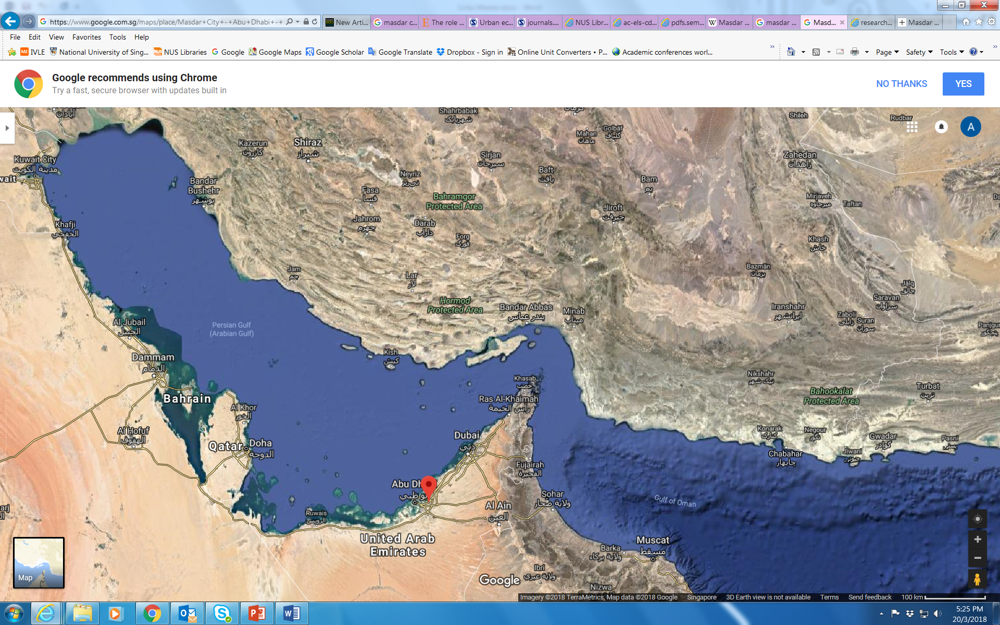 https://www.google.com.sg/maps/place/Masdar+City+-+Abu+Dhabi+-+
New Arti...
masdar c...
The role ...
Urban ec...
journals....
NUS Libr...
ac-els-cd...
pdfs.sem...
Masdar ...
masdar ...
Masd...
research...
Masdar ...
File Edit View Favorites Tools Help
IVLE
National University of Sing...
NUS Libraries
Google
Google Maps
Google Scholar
Google Translate
Dropbox - Sign in
Online Unit Converters • P...
Academic conferences worl...
Page
Safety
Tools
Google recommends using Chrome
Try a fast, secure browser with updates built in
NO THANKS
YES
آبادان
Shahrbabak
شهربابک
Shileh
Rudbar
A
Mahan
ماهان
Golbaf
گلباف
Kazerun
کازرون
Shiraz
شیراز
Kuwait City
مدينة الكويت
wait
Sirjan
سیرجان
Zahedan
زاهدان
Neyriz
نی‌ریز
Baft
بافت
Bam
بم
Bandar
Bushehr
بوشهر
Fasa
فسا
Bahramgor
Protected Area
Mirjaveh
میرجاوه
Taftan
Jiroft
جیرفت
Jahrom
جهرم
Darab
داراب
Khafji
الخفجي
Forg
فورگ
Khash
خاش
Jam
جم
Lar
لار
Bazmān
بزمان
Jālq
جالق
Saravan
سراوان
Hormod
Protected Area
Bandar Abbas
بندر عباس
Minab
میناب
Iranshahr
ایرانشهر
Zaboli
زابلی
Suran
سوران
Panjgur
پنجگور
Al Jubail
الجبيل
Persian Gulf
(Arabian Gulf)
Dammam
الدمام
Kish
کیش
Khasab
خصب
Nikshahr
نیک شهر
Bahookalat
Protected Area
Turbat
تربت
Bahrain
Ras Al-Khaimah
رأس الخيمة
Al Khor
الخور
Al Hofuf
الهفوف
Dubai
دبي
Konarak
کنارک
Negour
نگور
Gwadar
گوادر
Pasni
پسنی
Qatar
Doha
الدوحة
Chabahar
چابهار
Jiwani
جیونی
Fujairah
الفجيرة
Abu Dh
Sohar
ولاية صحار
Gulf of Oman
Al Ain
العين
Ruwais
الرويس
United Arab
Emirates
Muscat
مسقط
Barka
ولاية بركاء
Ibri
ولاية عبري
Nizwa
Map
Google
Imagery ©2018 TerraMetrics, Map data ©2018 Google Singapore 3D Earth view is not available Terms Send feedback 100 km
5:25 PM
20/3/2018